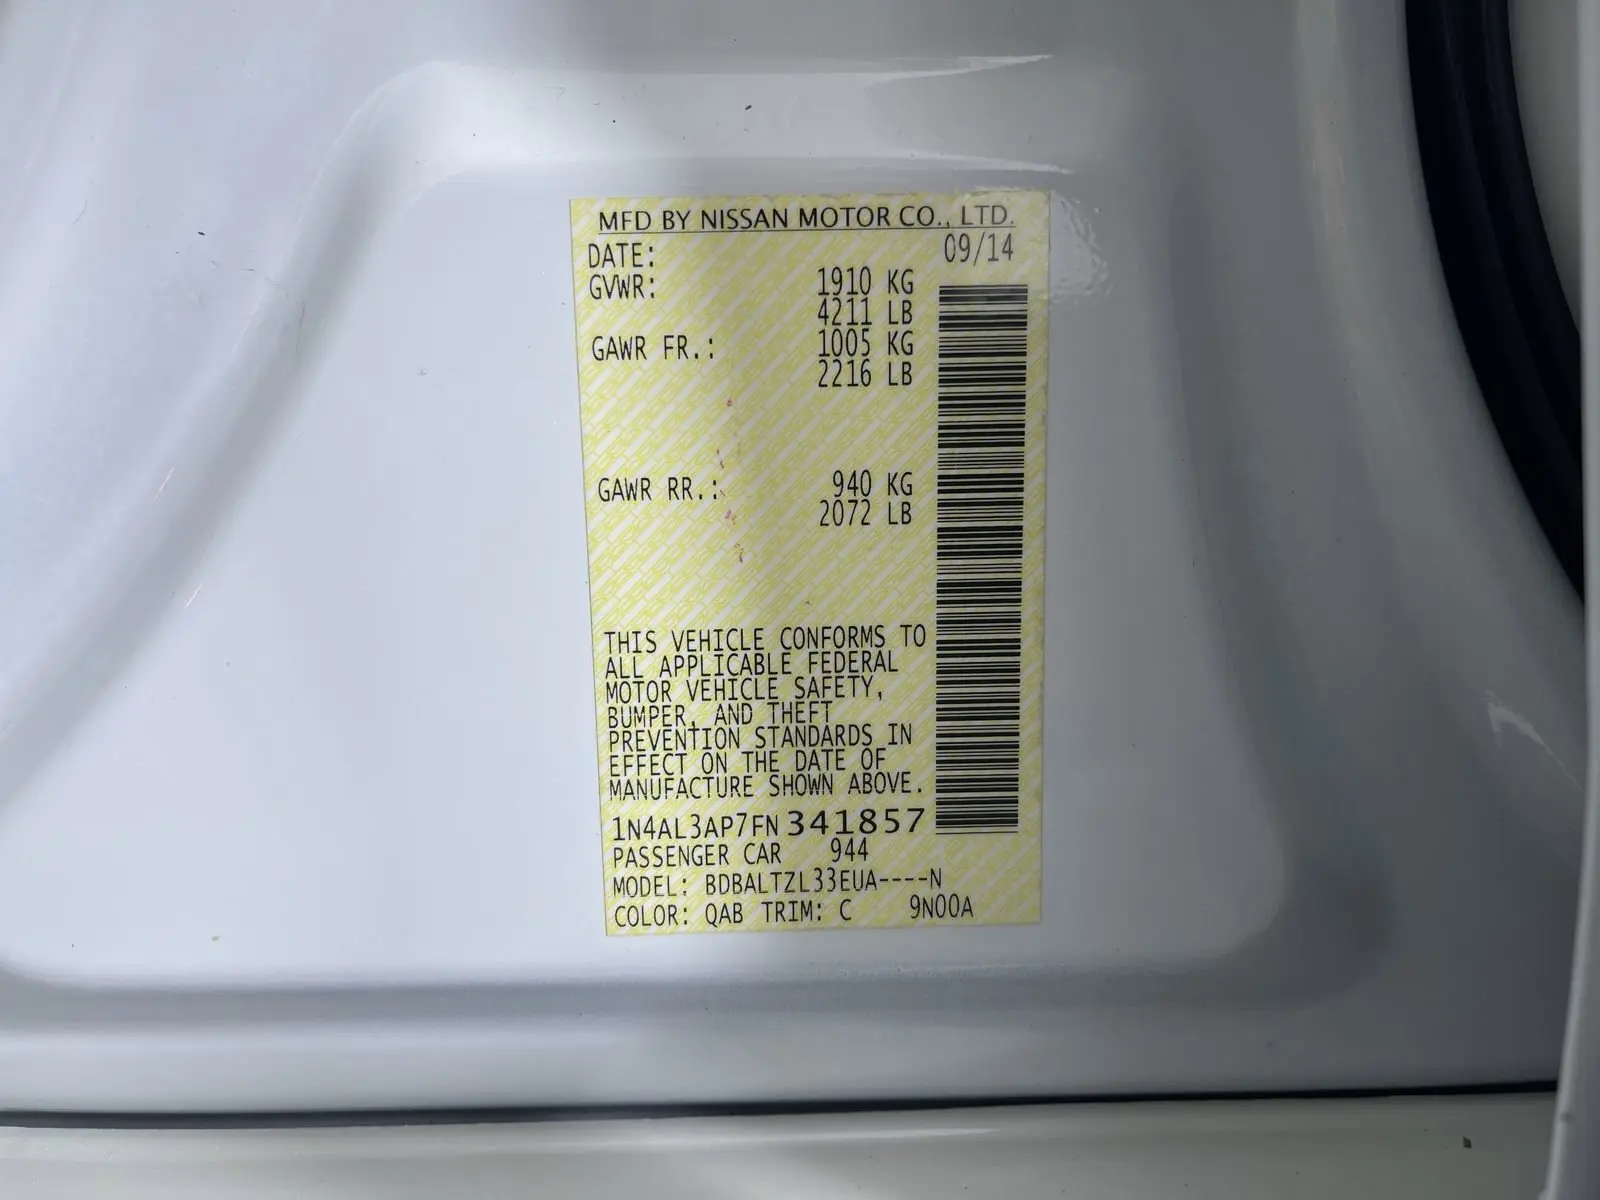 MFD BY NISSAN MOTOR CO., LTD.
DATE: 09/14
GVWR: 1910 KG
4211 LB
GAWR FR.: 1005 KG
2216 LB
GAWR RR.: 940 KG
2072 LB
THIS VEHICLE CONFORMS TO
ALL APPLICABLE FEDERAL
MOTOR VEHICLE SAFETY,
BUMPER, AND THEFT
PREVENTION STANDARDS IN
EFFECT ON THE DATE OF
MANUFACTURE SHOWN ABOVE.
1N4AL3AP7FN 341857
PASSENGER CAR 944
MODEL: BDBALTZL33EUA----N
COLOR: QAB TRIM: C 9N00A